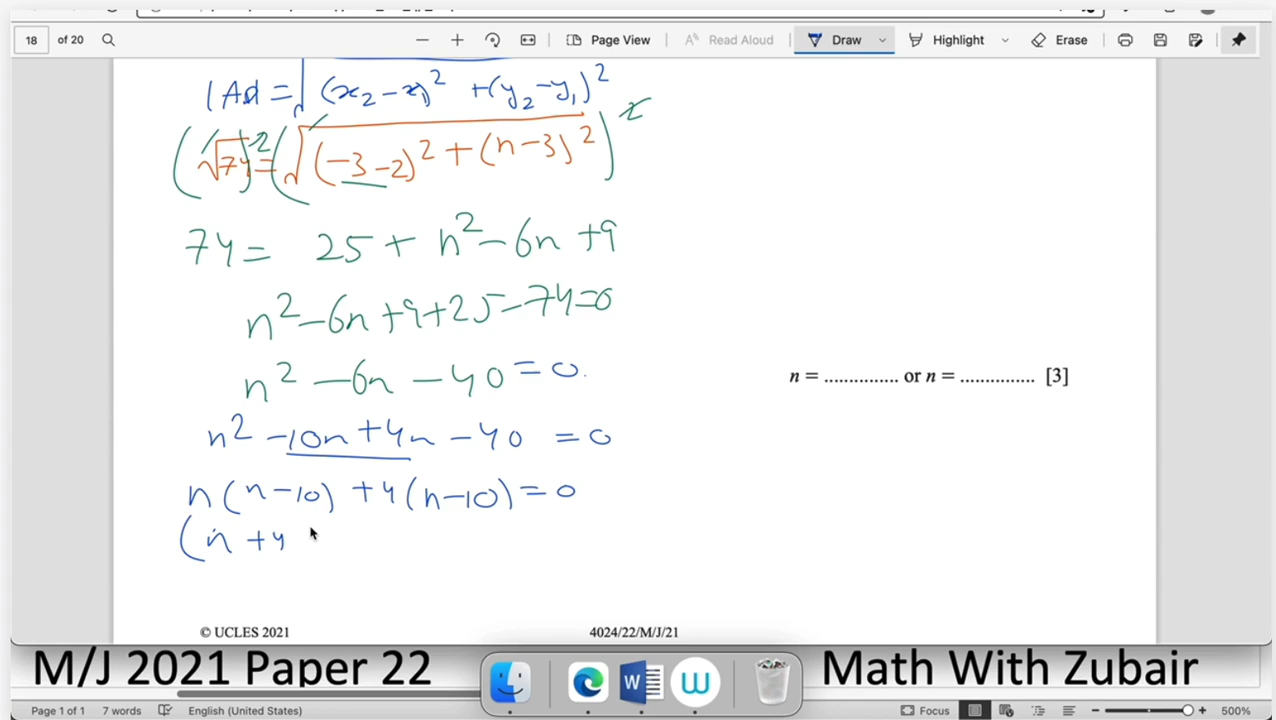 18 of 20 Page View Read Aloud Draw Highlight Erase
|AB| = √(x₂-x₁)² + (y₂-y₁)²
(√74)² = (√(-3-2)² + (n-3)²)²
74 = 25 + n² - 6n + 9
n² - 6n + 9 + 25 - 74 = 0
n² - 6n - 40 = 0.
n = ............... or n = ............... [3]
n² - 10n + 4n - 40 = 0
n(n-10) + 4(n-10) = 0
(n + 4
© UCLES 2021 4024/22/M/J/21
M/J 2021 Paper 22 Math With Zubair
Page 1 of 1 7 words English (United States) Focus 500%